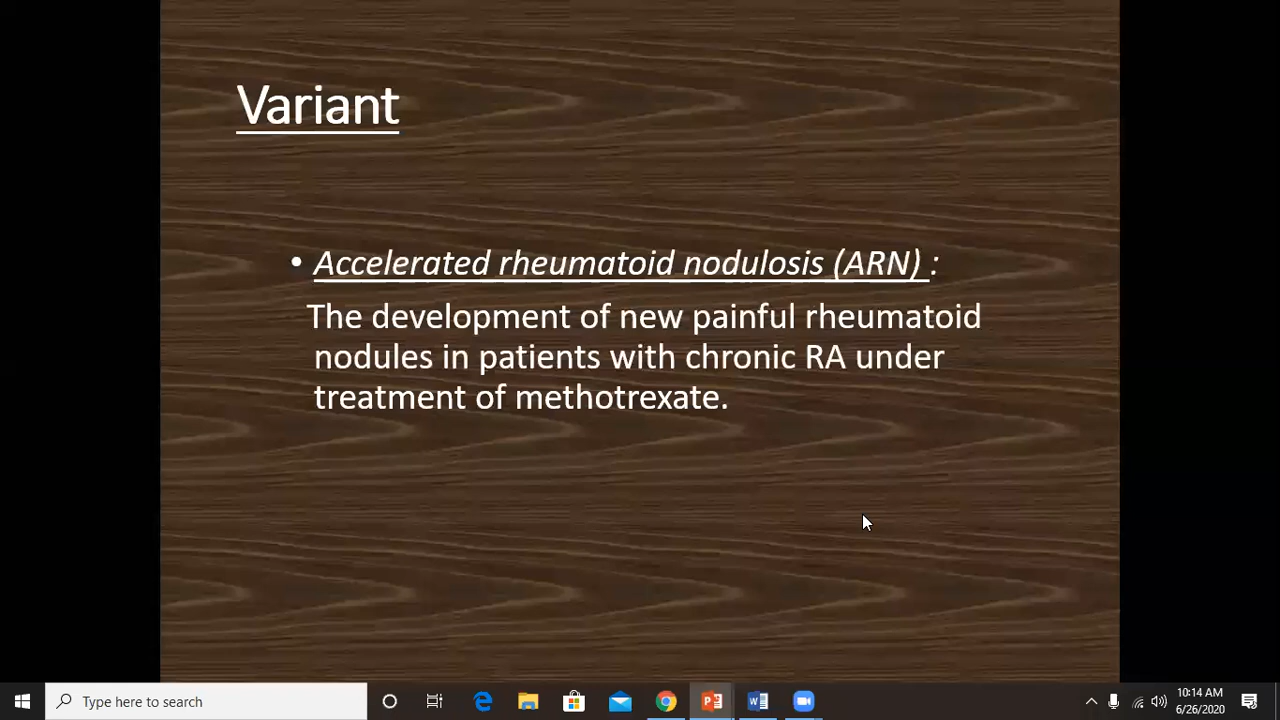 Variant
• Accelerated rheumatoid nodulosis (ARN) :
The development of new painful rheumatoid
nodules in patients with chronic RA under
treatment of methotrexate.
Type here to search
10:14 AM
6/26/2020